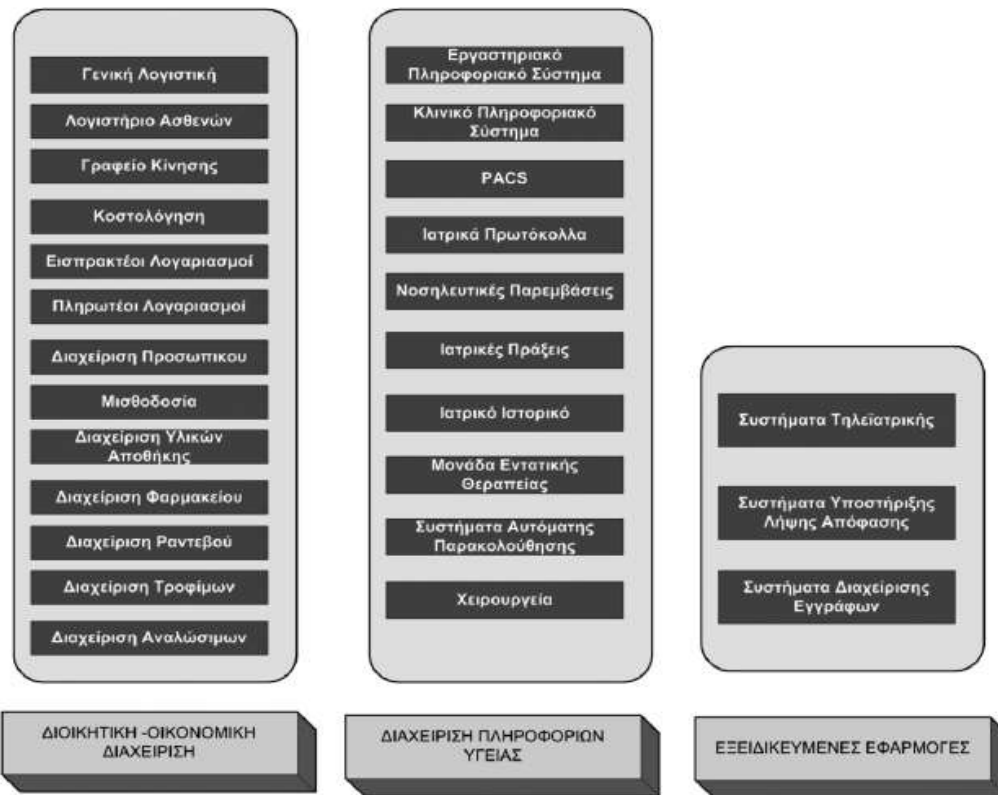 Γενική Λογιστική
Λογιστήριο Ασθενών
Γραφείο Κίνησης
Κοστολόγηση
Εισπρακτέοι Λογαριασμοί
Πληρωτέοι Λογαριασμοί
Διαχείριση Προσωπικου
Μισθοδοσία
Διαχείριση Υλικών
Αποθήκης
Διαχείριση Φαρμακείου
Διαχείριση Ραντεβού
Διαχείριση Τροφίμων
Διαχείριση Αναλώσιμων
ΔΙΟΙΚΗΤΙΚΗ -ΟΙΚΟΝΟΜΙΚΗ
ΔΙΑΧΕΙΡΙΣΗ
Εργαστηριακό
Πληροφοριακό Σύστημα
Κλινικό Πληροφοριακό
Σύστημα
PACS
Ιατρικά Πρωτόκολλα
Νοσηλευτικές Παρεμβάσεις
Ιατρικές Πράξεις
Ιατρικό Ιστορικό
Μονάδα Εντατικής
Θεραπείας
Συστήματα Αυτόματης
Παρακολούθησης
Χειρουργεία
ΔΙΑΧΕΙΡΙΣΗ ΠΛΗΡΟΦΟΡΙΩΝ
ΥΓΕΙΑΣ
Συστήματα Τηλεϊατρικής
Συστήματα Υποστήριξης
Λήψης Απόφασης
Συστήματα Διαχείρισης
Εγγράφων
ΕΞΕΙΔΙΚΕΥΜΕΝΕΣ ΕΦΑΡΜΟΓΕΣ